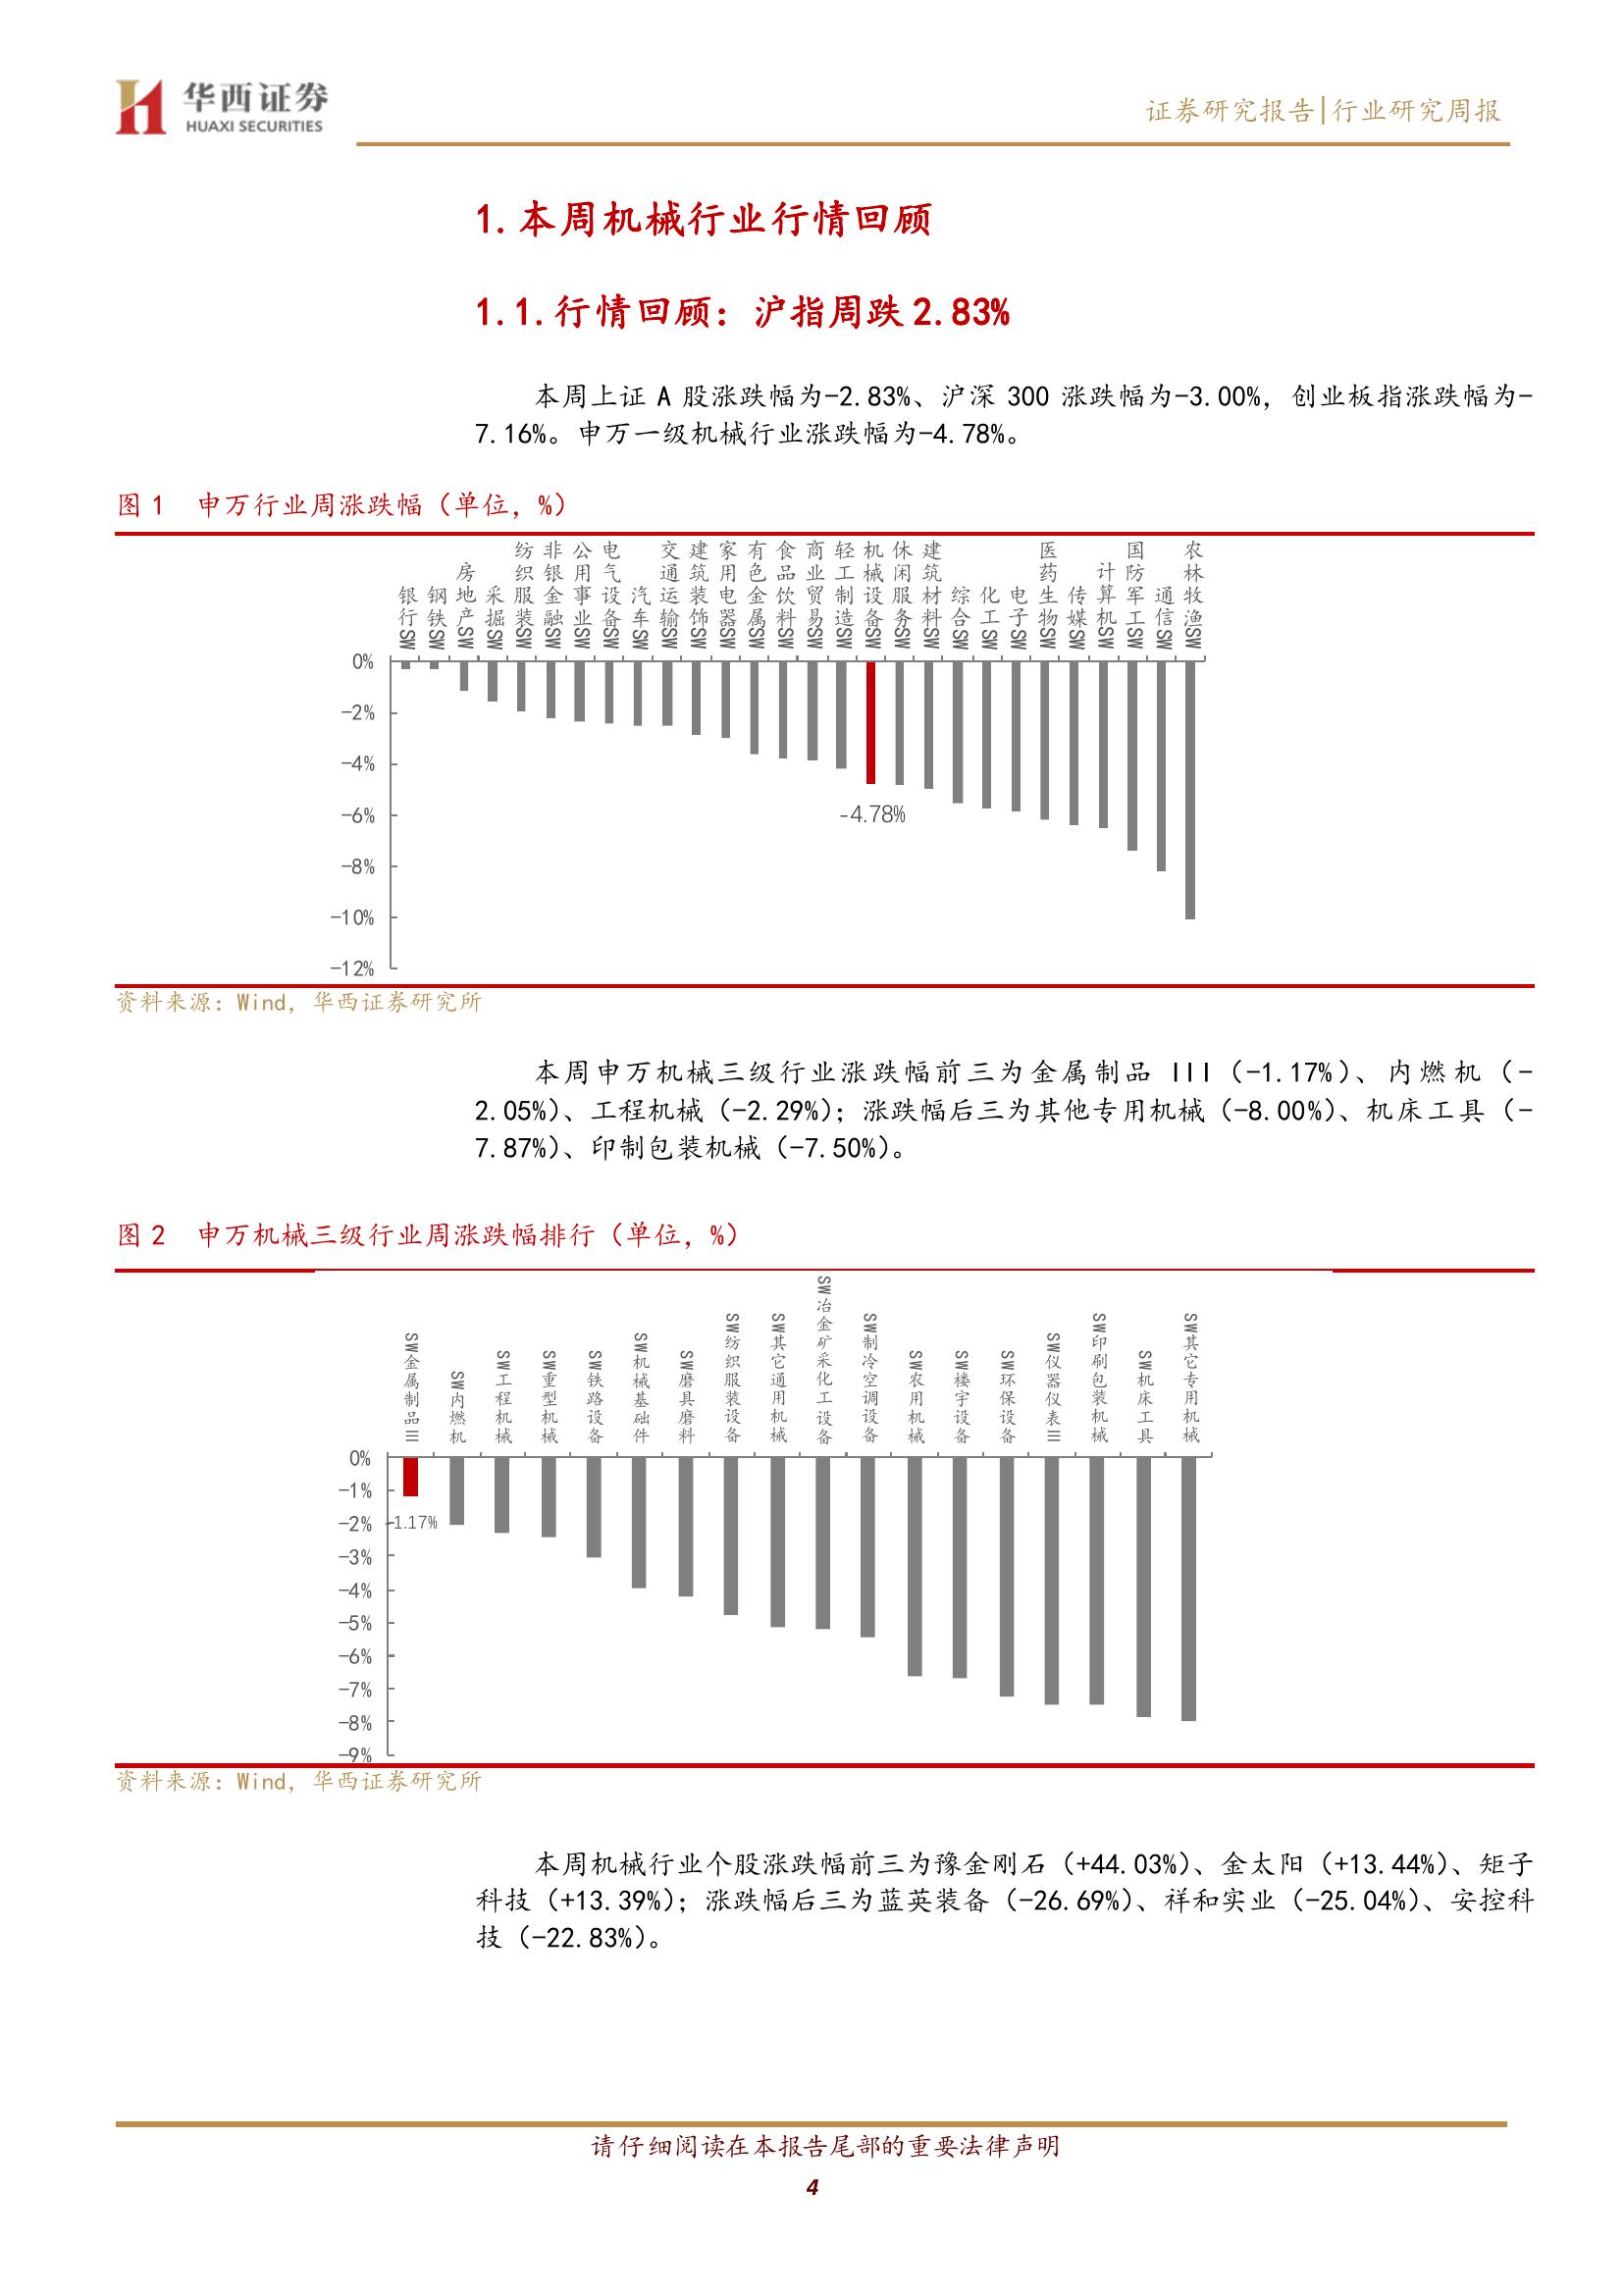 华西证券
HUAXI SECURITIES
证券研究报告|行业研究周报
1.本周机械行业行情回顾
1.1.行情回顾：沪指周跌2.83%
本周上证 A 股涨跌幅为-2.83%、沪深 300 涨跌幅为-3.00%，创业板指涨跌幅为-
7.16%。申万一级机械行业涨跌幅为-4.78%。
图 1 申万行业周涨跌幅（单位，%）
银行SW
钢铁SW
房地产SW
采掘SW
纺织服装SW
非银金融SW
公用事业SW
电气设备SW
汽车SW
交通运输SW
建筑装饰SW
家用电器SW
有色金属SW
食品饮料SW
商业贸易SW
轻工制造SW
机械设备SW
休闲服务SW
建筑材料SW
综合SW
化工SW
电子SW
医药生物SW
传媒SW
计算机SW
国防军工SW
通信SW
农林牧渔SW
0%
-2%
-4%
-6%
-8%
-10%
-12%
-4.78%
资料来源：Wind，华西证券研究所
本周申万机械三级行业涨跌幅前三为金属制品 III（-1.17%）、内燃机（-
2.05%）、工程机械（-2.29%）；涨跌幅后三为其他专用机械（-8.00%）、机床工具（-
7.87%）、印制包装机械（-7.50%）。
图 2 申万机械三级行业周涨跌幅排行（单位，%）
SW金属制品III
SW内燃机
SW工程机械
SW重型机械
SW铁路设备
SW机械基础件
SW磨具磨料
SW纺织服装设备
SW其它通用机械
SW冶金矿采化工设备
SW制冷空调设备
SW农用机械
SW楼宇设备
SW环保设备
SW仪器仪表III
SW印刷包装机械
SW机床工具
SW其它专用机械
0%
-1%
-2%
-3%
-4%
-5%
-6%
-7%
-8%
-9%
-1.17%
资料来源：Wind，华西证券研究所
本周机械行业个股涨跌幅前三为豫金刚石（+44.03%）、金太阳（+13.44%）、矩子
科技（+13.39%）；涨跌幅后三为蓝英装备（-26.69%）、祥和实业（-25.04%）、安控科
技（-22.83%）。
请仔细阅读在本报告尾部的重要法律声明
4